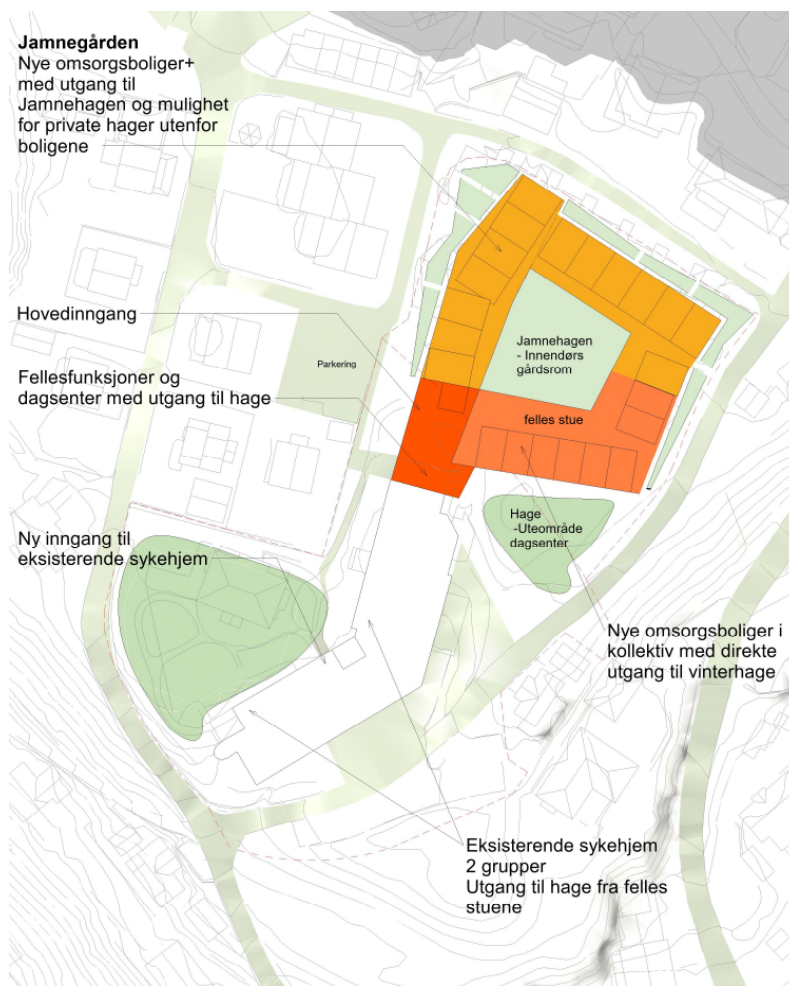 Jamnegården
Nye omsorgsboliger+
med utgang til
Jamnehagen og mulighet
for private hager utenfor
boligene
Hovedinngang
Jamnehagen
- Innendørs
gårdsrom
Parkering
Fellesfunksjoner og
dagsenter med utgang til hage
felles stue
Hage
-Uteområde
dagsenter
Ny inngang til
eksisterende sykehjem
Nye omsorgsboliger i
kollektiv med direkte
utgang til vinterhage
Eksisterende sykehjem
2 grupper
Utgang til hage fra felles
stuene